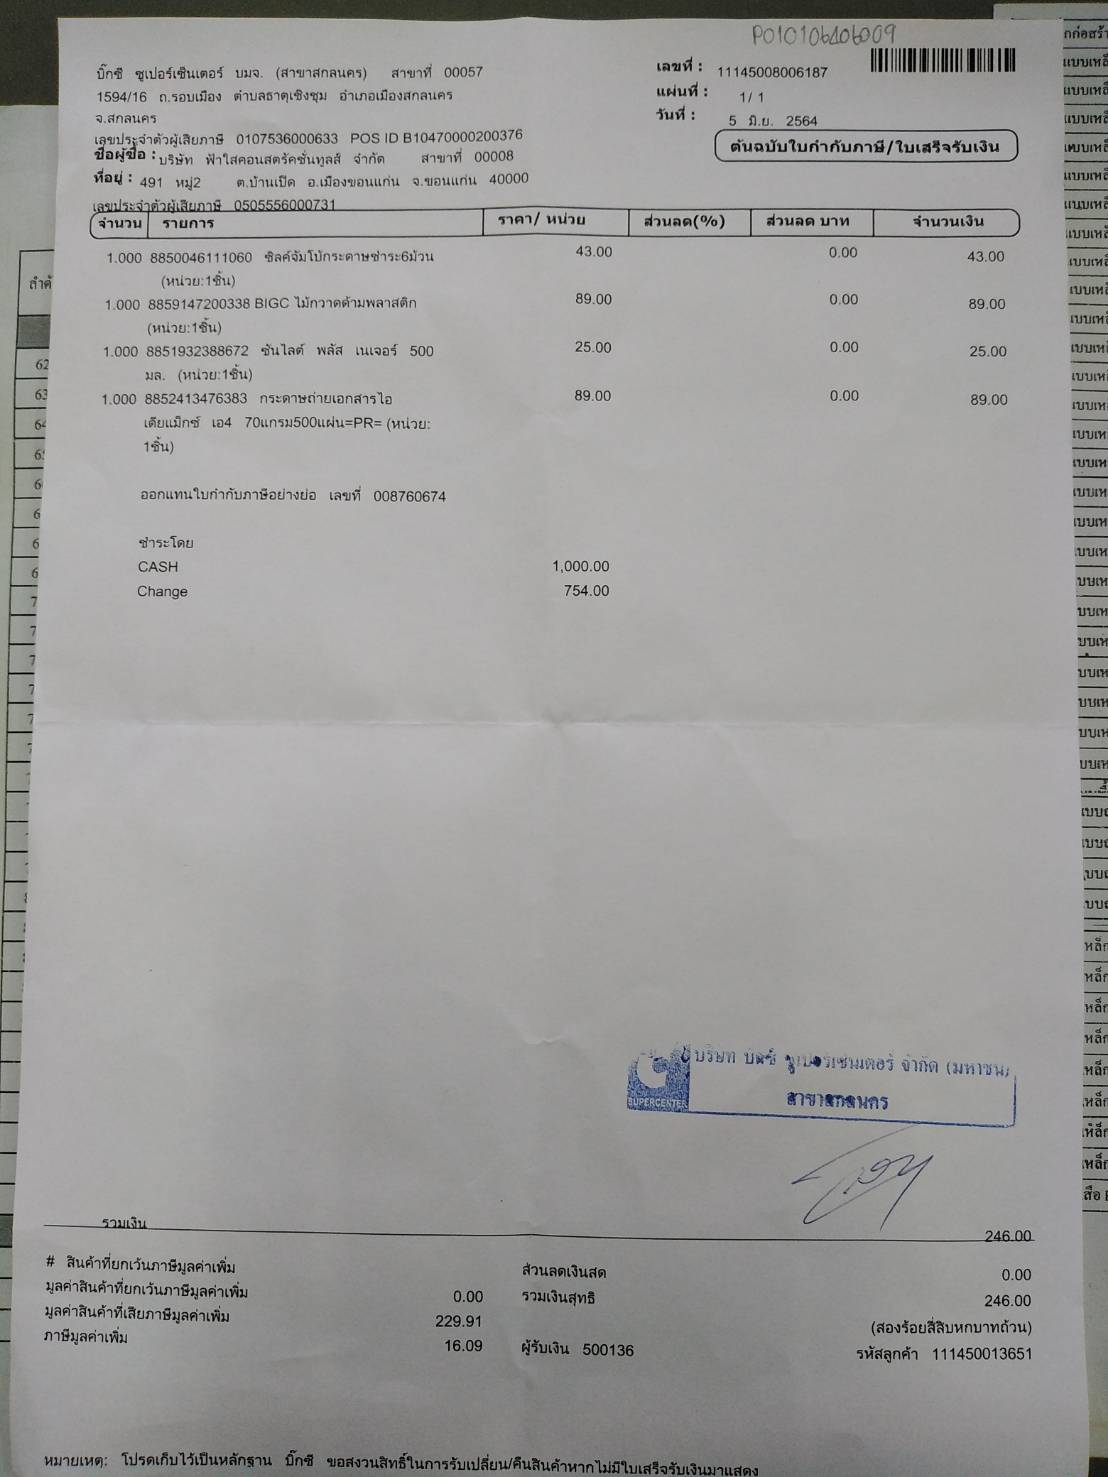 PO10106406009
บิ๊กซี ซูเปอร์เซ็นเตอร์ บมจ. (สาขาสกลนคร) สาขาที่ 00057
เลขที่ : 11145008006187
1594/16 ถ.รอบเมือง ตำบลธาตุเชิงชุม อำเภอเมืองสกลนคร
แผ่นที่ : 1/ 1
จ.สกลนคร
วันที่ : 5 มิ.ย. 2564
เลขประจำตัวผู้เสียภาษี 0107536000633 POS ID B10470000200376
ต้นฉบับใบกำกับภาษี/ใบเสร็จรับเงิน
ชื่อผู้ซื้อ : บริษัท ฟ้าใสคอนสตรัคชั่นทูลส์ จำกัด สาขาที่ 00008
ที่อยู่ : 491 หมู่2 ต.บ้านเป็ด อ.เมืองขอนแก่น จ.ขอนแก่น 40000
เลขประจำตัวผู้เสียภาษี 0505556000731
จำนวน รายการ ราคา/ หน่วย ส่วนลด(%) ส่วนลด บาท จำนวนเงิน
1.000 8850046111060 ซิลค์จัมโบ้กระดาษชำระ6ม้วน 43.00 0.00 43.00
(หน่วย:1ชิ้น)
1.000 8859147200338 BIGC ไม้กวาดด้ามพลาสติก 89.00 0.00 89.00
(หน่วย:1ชิ้น)
1.000 8851932388672 ซันไลต์ พลัส เนเจอร์ 500 25.00 0.00 25.00
มล. (หน่วย:1ชิ้น)
1.000 8852413476383 กระดาษถ่ายเอกสารไอ 89.00 0.00 89.00
เดียแม็กซ์ เอ4 70แกรม500แผ่น=PR= (หน่วย:
1ชิ้น)
ออกแทนใบกำกับภาษีอย่างย่อ เลขที่ 008760674
ชำระโดย
CASH 1,000.00
Change 754.00
บริษัท บิ๊กซี ซูเปอร์เซนเตอร์ จำกัด (มหาชน)
SUPERCENTER
สาขาสกลนคร
รวมเงิน 246.00
# สินค้าที่ยกเว้นภาษีมูลค่าเพิ่ม ส่วนลดเงินสด 0.00
มูลค่าสินค้าที่ยกเว้นภาษีมูลค่าเพิ่ม 0.00 รวมเงินสุทธิ 246.00
มูลค่าสินค้าที่เสียภาษีมูลค่าเพิ่ม 229.91 (สองร้อยสี่สิบหกบาทถ้วน)
ภาษีมูลค่าเพิ่ม 16.09 ผู้รับเงิน 500136 รหัสลูกค้า 111450013651
หมายเหตุ: โปรดเก็บไว้เป็นหลักฐาน บิ๊กซี ขอสงวนสิทธิ์ในการรับเปลี่ยน/คืนสินค้าหากไม่มีใบเสร็จรับเงินมาแสดง